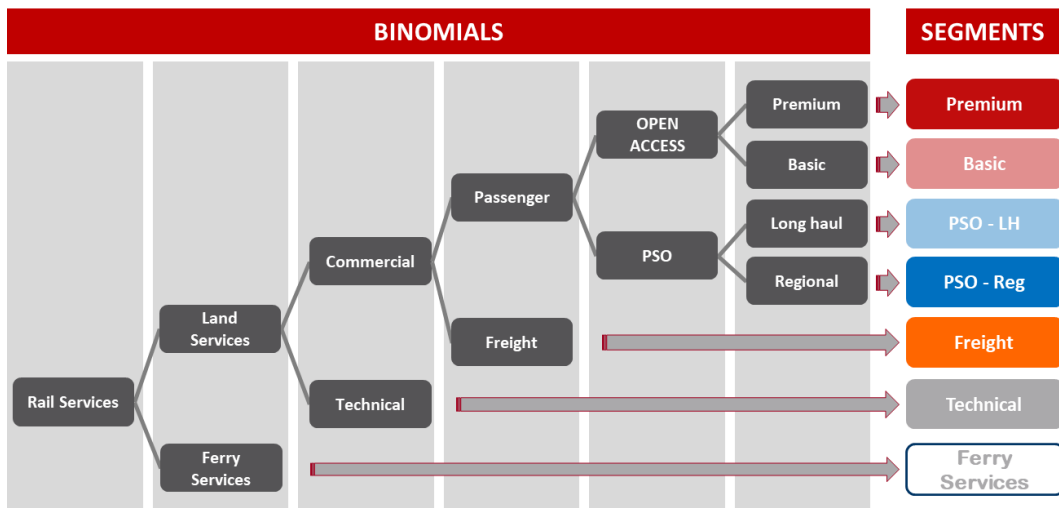 BINOMIALS
SEGMENTS
Premium
Premium
OPEN
ACCESS
Basic
Basic
Passenger
Long haul
PSO - LH
PSO
Commercial
Regional
PSO - Reg
Land
Services
Freight
Freight
Rail Services
Technical
Technical
Ferry
Services
Ferry
Services